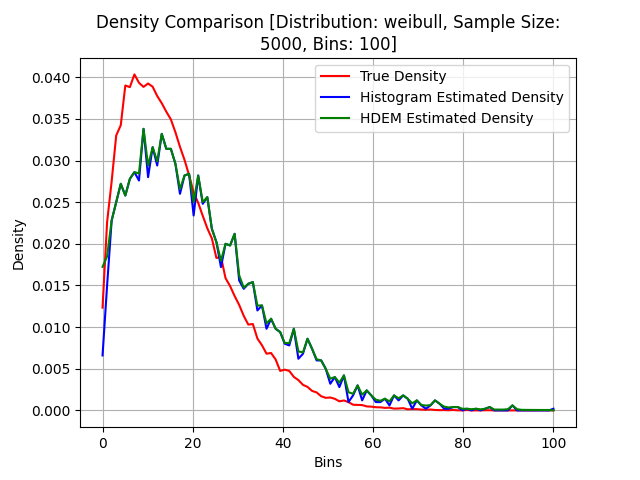 Density Comparison [Distribution: weibull, Sample Size:
5000, Bins: 100]
True Density
Histogram Estimated Density
HDEM Estimated Density
Density
0.040
0.035
0.030
0.025
0.020
0.015
0.010
0.005
0.000
0 20 40 60 80 100
Bins